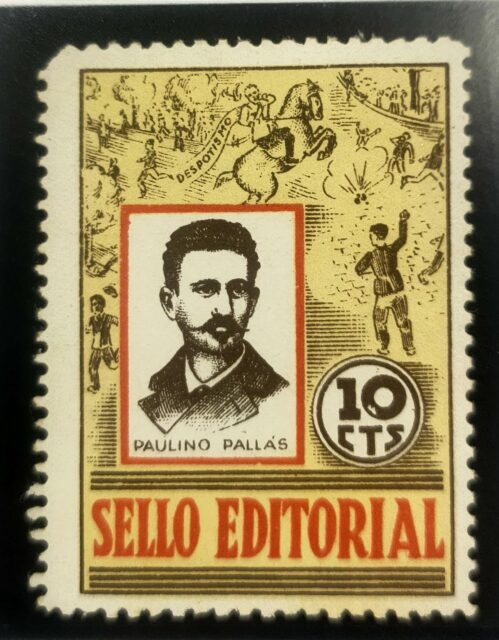 DESPOTISMO
PAULINO PALLÁS
10
CTS
SELLO EDITORIAL